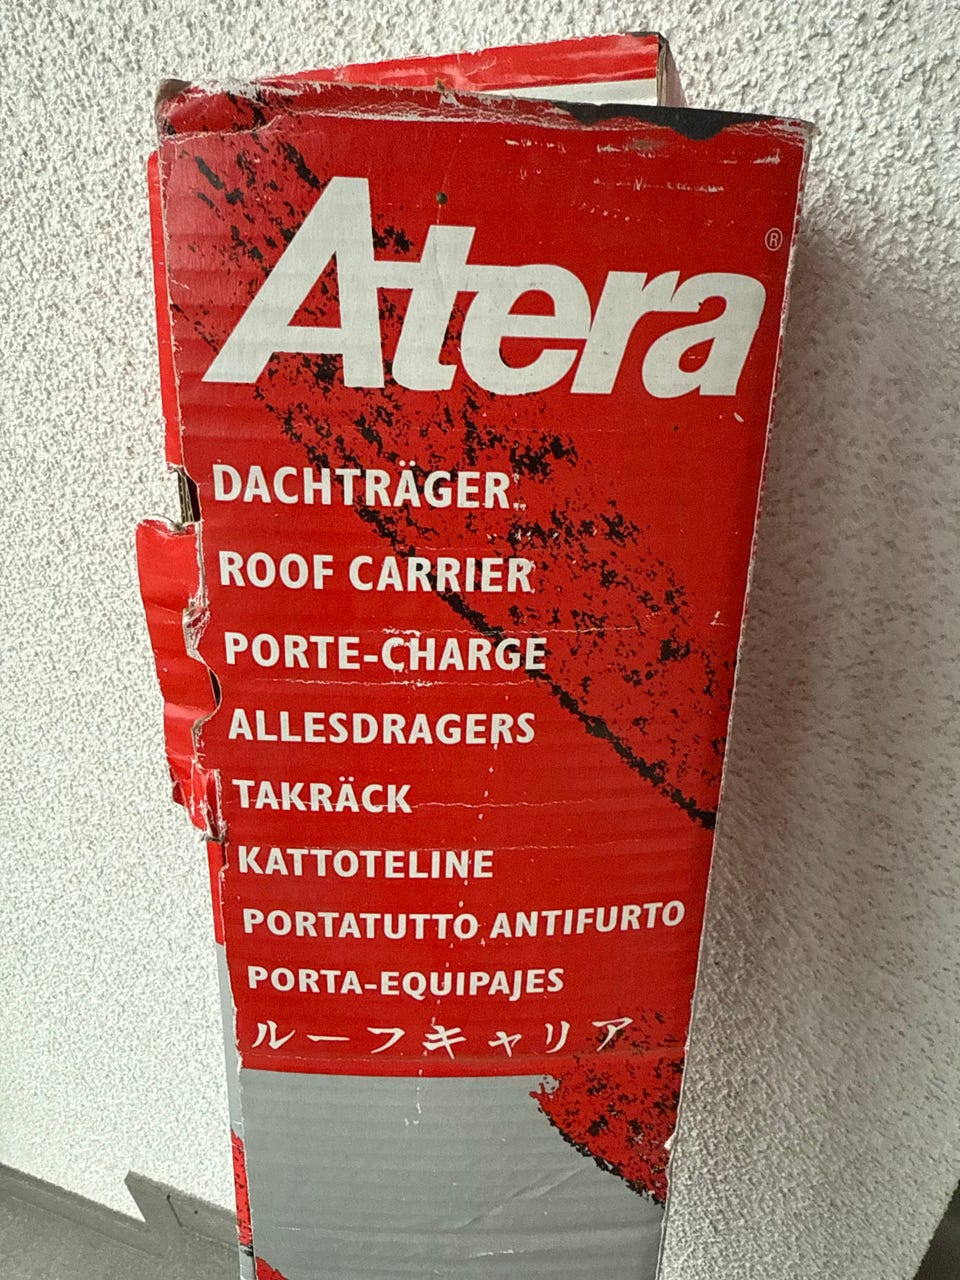 Atera®
DACHTRÄGER
ROOF CARRIER
PORTE-CHARGE
ALLESDRAGERS
TAKRÄCK
KATTOTELINE
PORTATUTTO ANTIFURTO
PORTA-EQUIPAJES
ルーフキャリア